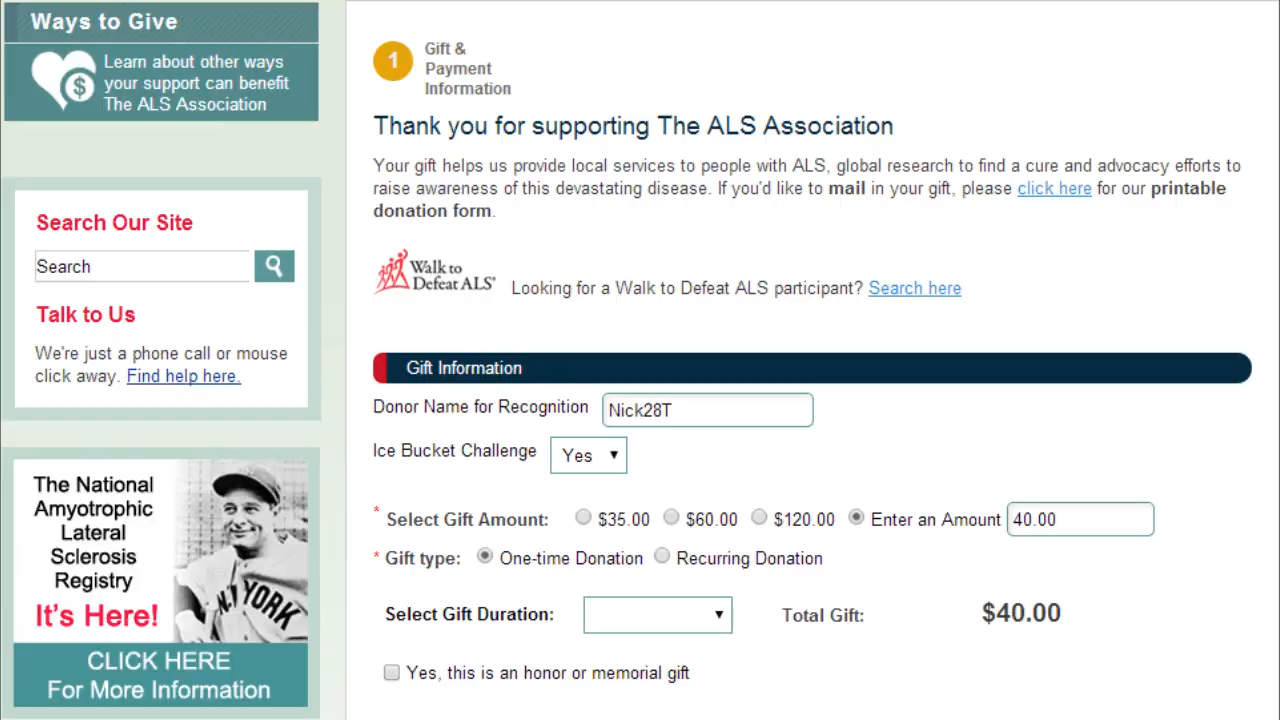 Ways to Give
Learn about other ways
your support can benefit
The ALS Association
Search Our Site
Search
Talk to Us
We're just a phone call or mouse
click away. Find help here.
The National
Amyotrophic
Lateral
Sclerosis
Registry
It's Here!
NEW YORK
CLICK HERE
For More Information
1
Gift &
Payment
Information
Thank you for supporting The ALS Association
Your gift helps us provide local services to people with ALS, global research to find a cure and advocacy efforts to
raise awareness of this devastating disease. If you'd like to mail in your gift, please click here for our printable
donation form.
Walk to
Defeat ALS®
Looking for a Walk to Defeat ALS participant? Search here
Gift Information
Donor Name for Recognition Nick28T
Ice Bucket Challenge Yes
* Select Gift Amount: $35.00 $60.00 $120.00 Enter an Amount 40.00
* Gift type: One-time Donation Recurring Donation
Select Gift Duration: Total Gift: $40.00
Yes, this is an honor or memorial gift